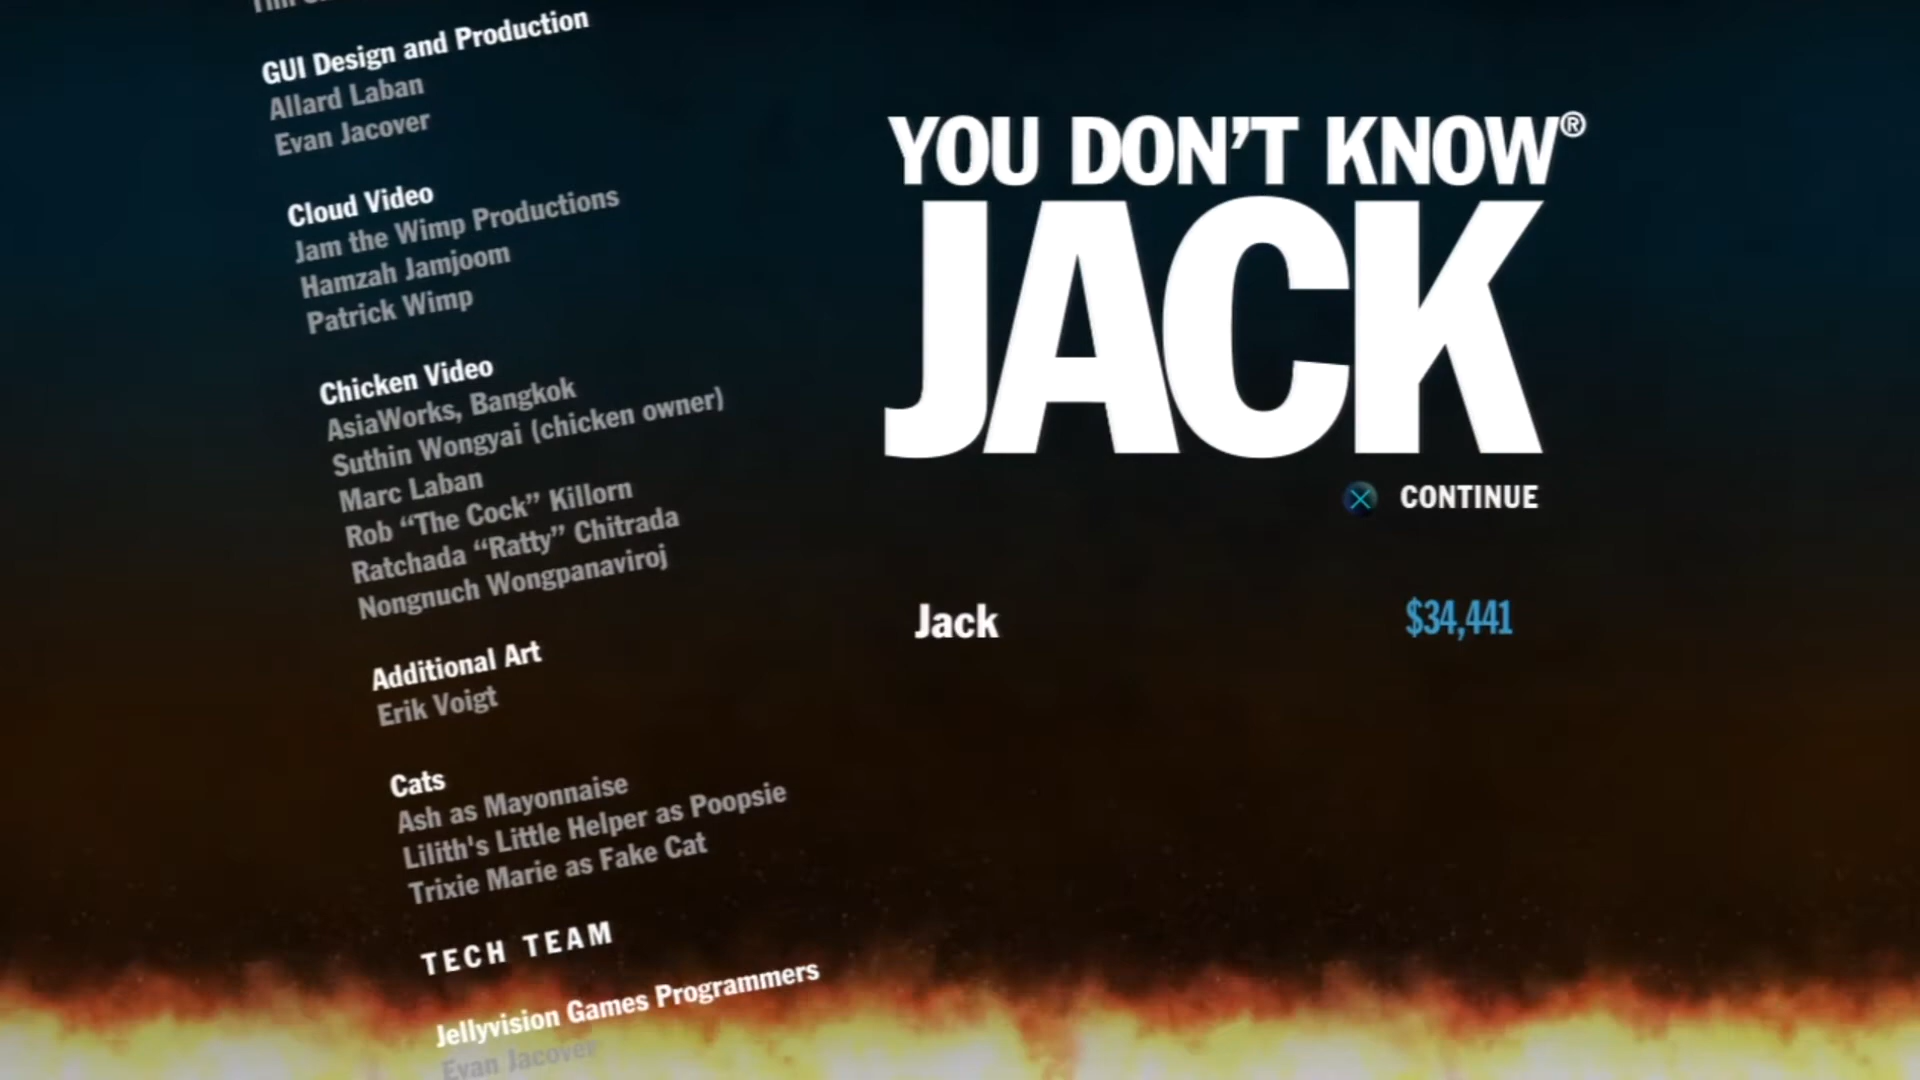 GUI Design and Production
Allard Laban
Evan Jacover
Cloud Video
Jam the Wimp Productions
Hamzah Jamjoom
Patrick Wimp
Chicken Video
AsiaWorks, Bangkok
Suthin Wongyai (chicken owner)
Marc Laban
Rob “The Cock” Killorn
Ratchada “Ratty” Chitrada
Nongnuch Wongpanaviroj
Additional Art
Erik Voigt
Cats
Ash as Mayonnaise
Lilith's Little Helper as Poopsie
Trixie Marie as Fake Cat
TECH TEAM
Jellyvision Games Programmers
Evan Jacover
YOU DON’T KNOW®
JACK
CONTINUE
Jack $34,441